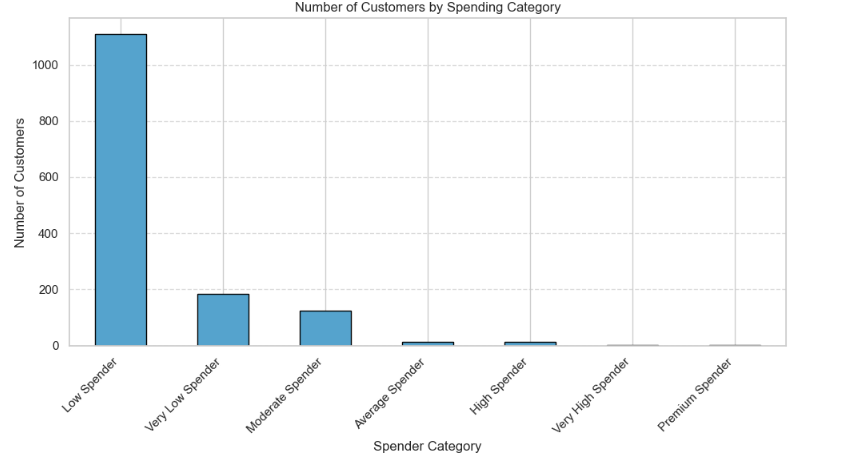 Number of Customers by Spending Category
Number of Customers
1000
800
600
400
200
0
Low Spender
Very Low Spender
Moderate Spender
Average Spender
High Spender
Very High Spender
Premium Spender
Spender Category